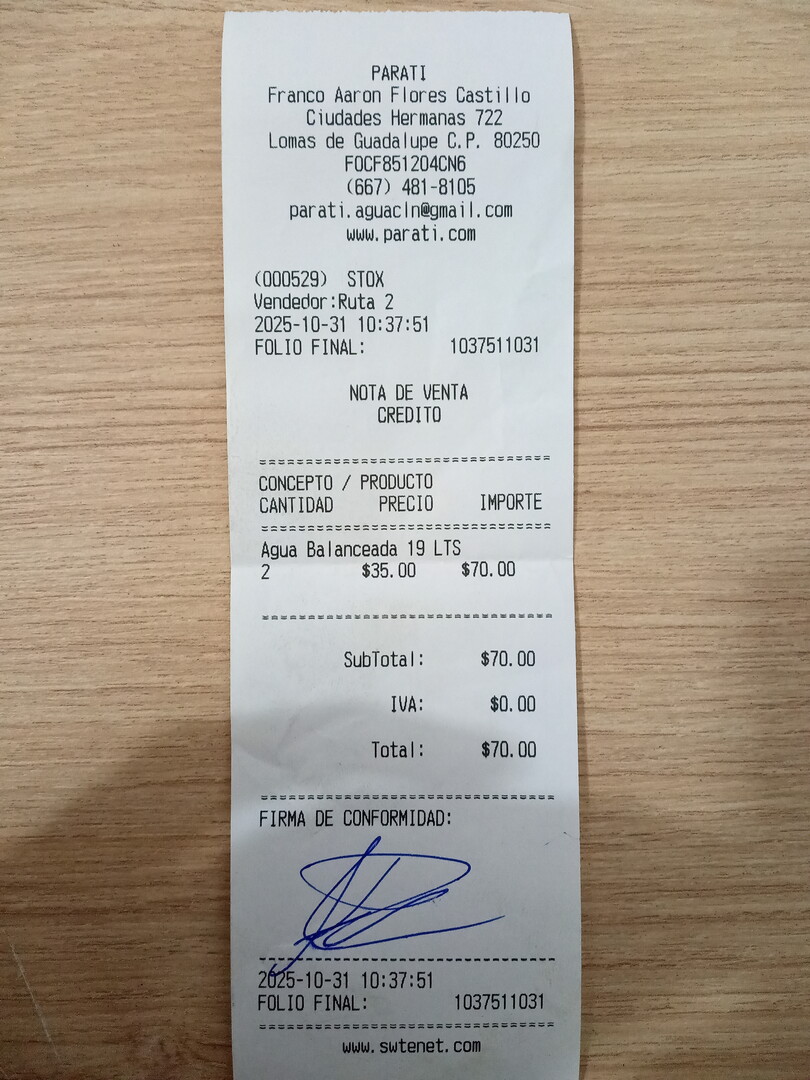 PARATI
Franco Aaron Flores Castillo
Ciudades Hermanas 722
Lomas de Guadalupe C.P. 80250
FOCF851204CN6
(667) 481-8105
parati.aguacln@gmail.com
www.parati.com
(000529) STOX
Vendedor:Ruta 2
2025-10-31 10:37:51
FOLIO FINAL: 1037511031
NOTA DE VENTA
CREDITO
================================
CONCEPTO / PRODUCTO
CANTIDAD PRECIO IMPORTE
================================
Agua Balanceada 19 LTS
2 $35.00 $70.00
================================
SubTotal: $70.00
IVA: $0.00
Total: $70.00
================================
FIRMA DE CONFORMIDAD:
================================
2025-10-31 10:37:51
FOLIO FINAL: 1037511031
================================
www.swtenet.com